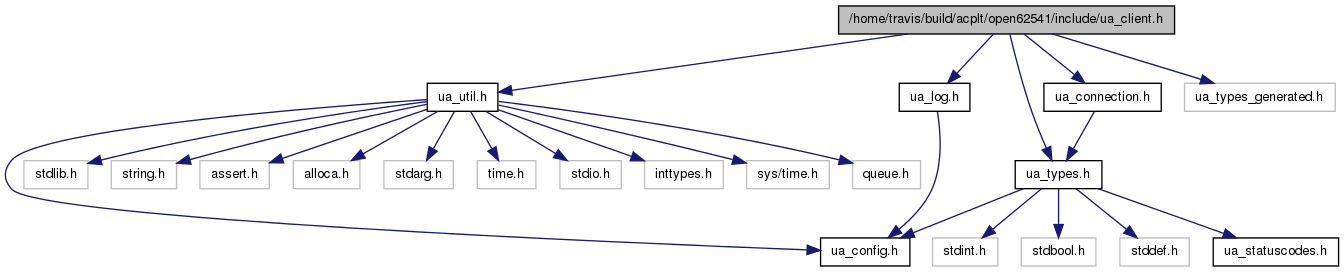 /home/travis/build/acplt/open62541/include/ua_client.h
ua_util.h
ua_log.h
ua_connection.h
ua_types_generated.h
stdlib.h
string.h
assert.h
alloca.h
stdarg.h
time.h
stdio.h
inttypes.h
sys/time.h
queue.h
ua_types.h
ua_config.h
stdint.h
stdbool.h
stddef.h
ua_statuscodes.h